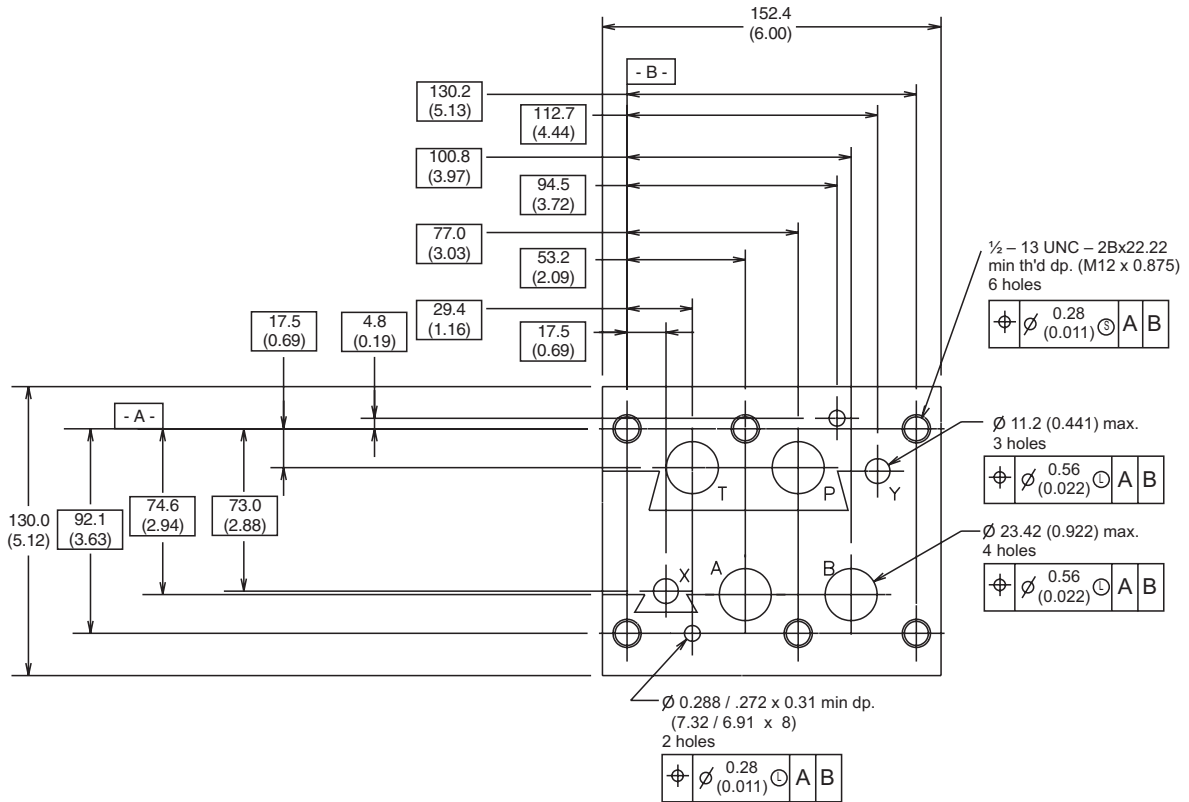 152.4
(6.00)
- B -
130.2
(5.13)
112.7
(4.44)
100.8
(3.97)
94.5
(3.72)
77.0
(3.03)
53.2
(2.09)
29.4
(1.16)
17.5
(0.69)
17.5
(0.69)
4.8
(0.19)
½ – 13 UNC – 2Bx22.22
min th'd dp. (M12 x 0.875)
6 holes
⌖ Ø 0.28 (0.011) Ⓢ A B
- A -
130.0
(5.12)
92.1
(3.63)
74.6
(2.94)
73.0
(2.88)
T
P
Y
X
A
B
Ø 11.2 (0.441) max.
3 holes
⌖ Ø 0.56 (0.022) Ⓛ A B
Ø 23.42 (0.922) max.
4 holes
⌖ Ø 0.56 (0.022) Ⓛ A B
Ø 0.288 / .272 x 0.31 min dp.
(7.32 / 6.91 x 8)
2 holes
⌖ Ø 0.28 (0.011) Ⓛ A B